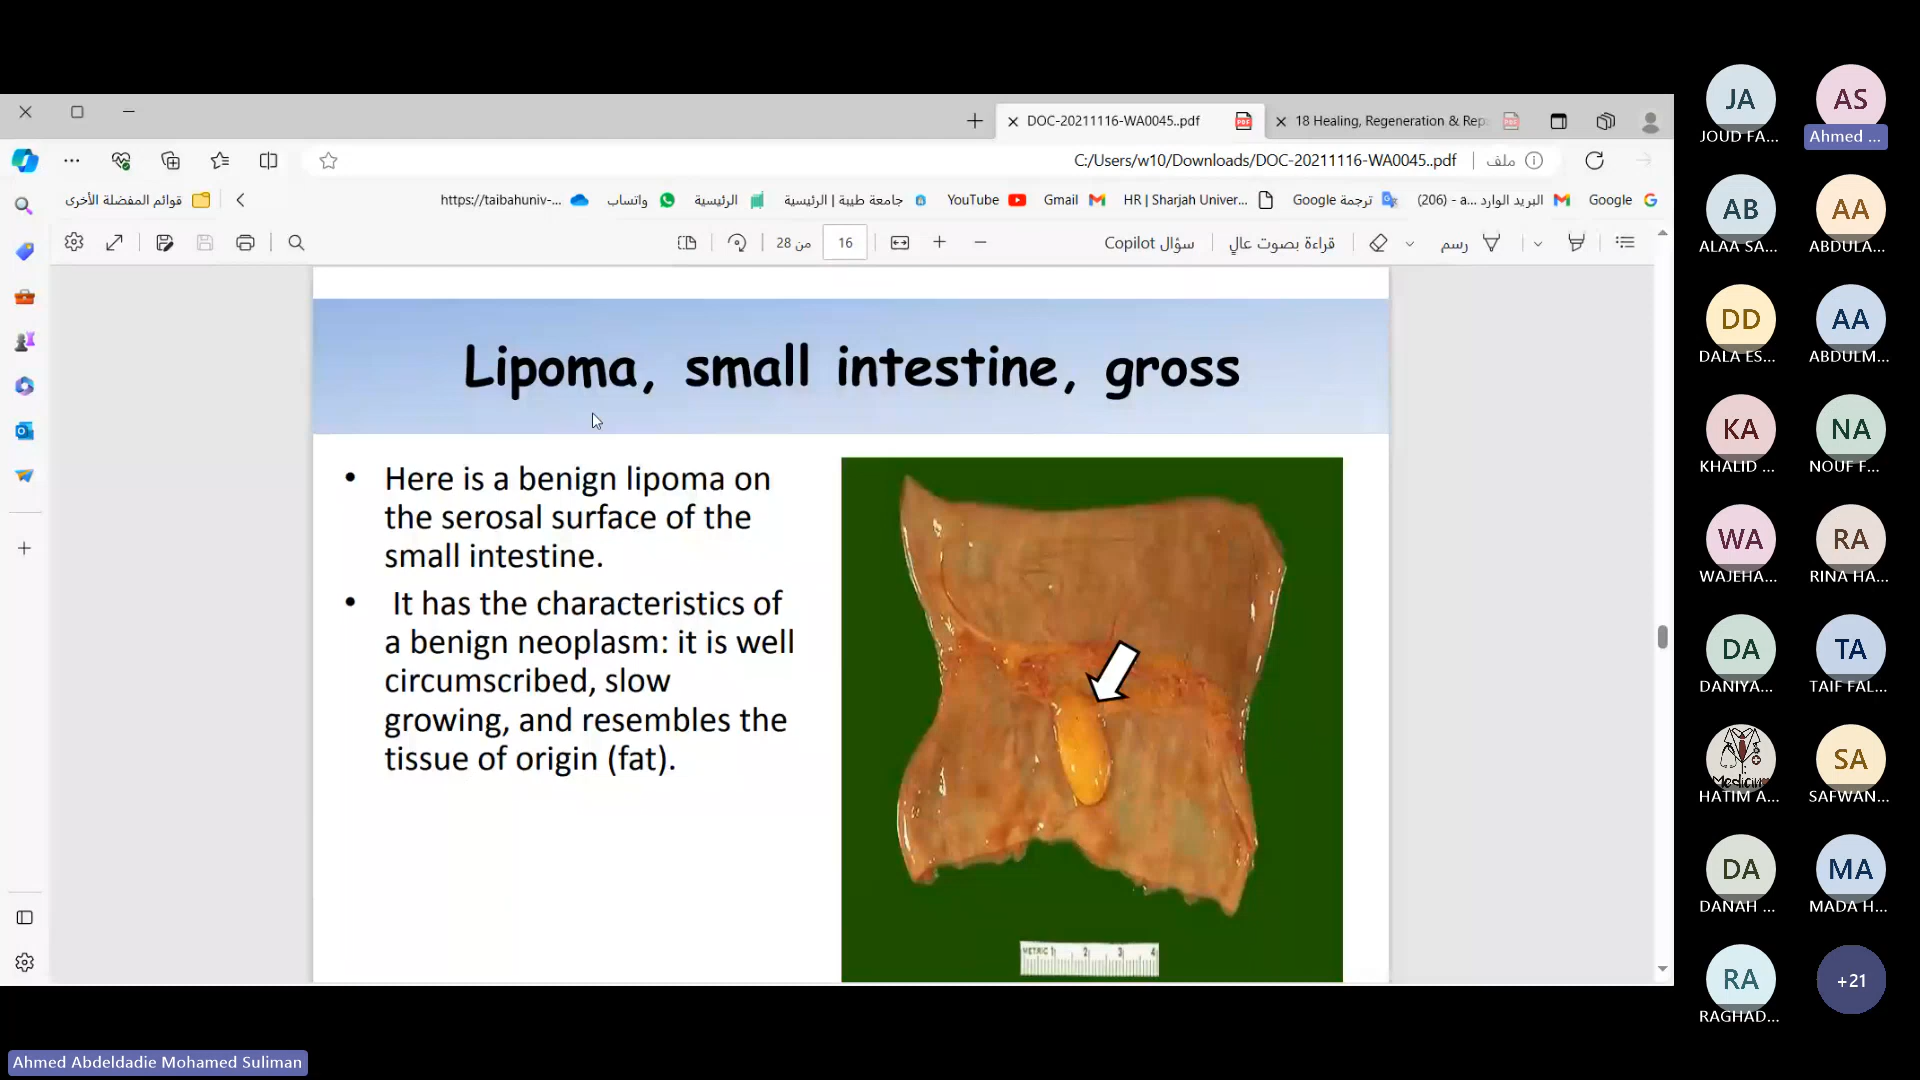 DOC-20211116-WA0045..pdf
18 Healing, Regeneration & Rep
C:/Users/w10/Downloads/DOC-20211116-WA0045..pdf
ملف
Google
البريد الوارد (206) - a...
ترجمة Google
HR | Sharjah Univer...
Gmail
YouTube
جامعة طيبة | الرئيسية
الرئيسية
واتساب
https://taibahuniv-...
قوائم المفضلة الأخرى
رسم
قراءة بصوت عالٍ
سؤال Copilot
16
من 28
Lipoma, small intestine, gross
• Here is a benign lipoma on
the serosal surface of the
small intestine.
• It has the characteristics of
a benign neoplasm: it is well
circumscribed, slow
growing, and resembles the
tissue of origin (fat).
METRIC 1 2 3 4
JA
JOUD FA...
AS
Ahmed ...
AB
ALAA SA...
AA
ABDULA...
DD
DALA ES...
AA
ABDULM...
KA
KHALID ...
NA
NOUF F...
WA
WAJEHA...
RA
RINA HA...
DA
DANIYA...
TA
TAIF FAL...
Medicine
HATIM A...
SA
SAFWAN...
DA
DANAH ...
MA
MADA H...
RA
RAGHAD...
+21
Ahmed Abdeldadie Mohamed Suliman